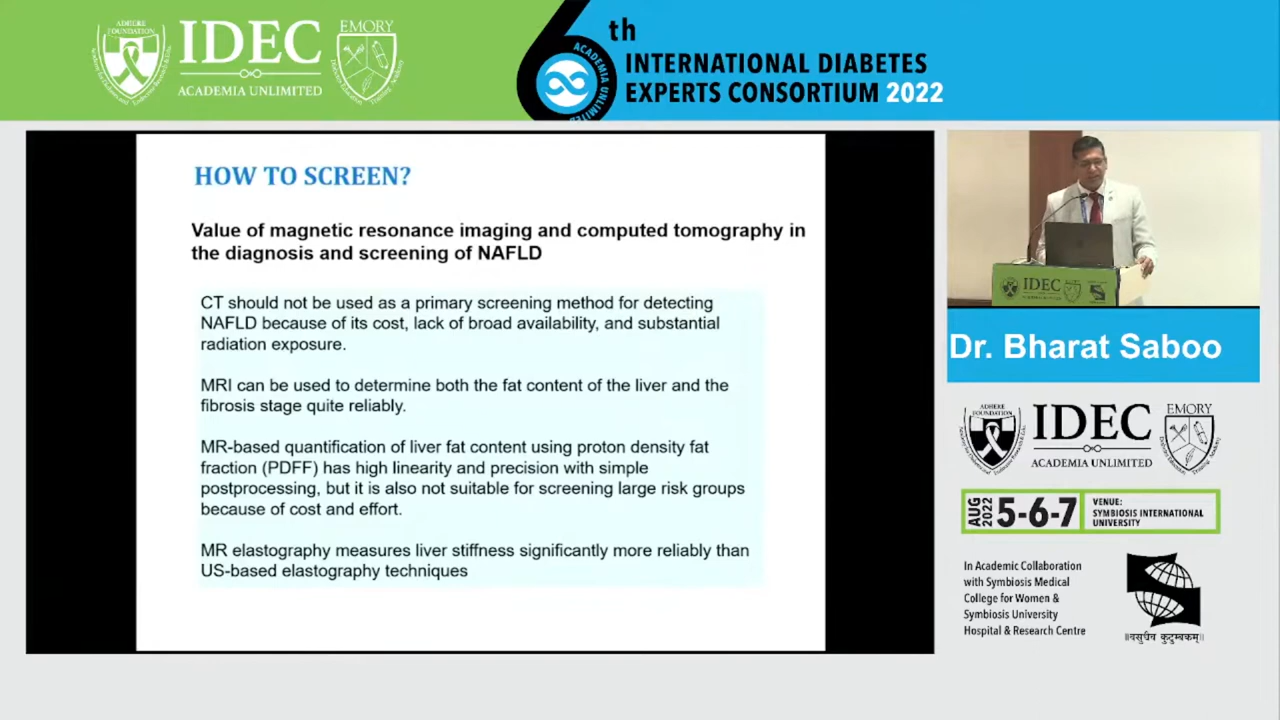 ADHERE
FOUNDATION
IDEC
ACADEMIA UNLIMITED
EMORY
6th
ACADEMIA UNLIMITED
INTERNATIONAL DIABETES
EXPERTS CONSORTIUM 2022
HOW TO SCREEN?
Value of magnetic resonance imaging and computed tomography in
the diagnosis and screening of NAFLD
CT should not be used as a primary screening method for detecting
NAFLD because of its cost, lack of broad availability, and substantial
radiation exposure.
MRI can be used to determine both the fat content of the liver and the
fibrosis stage quite reliably.
MR-based quantification of liver fat content using proton density fat
fraction (PDFF) has high linearity and precision with simple
postprocessing, but it is also not suitable for screening large risk groups
because of cost and effort.
MR elastography measures liver stiffness significantly more reliably than
US-based elastography techniques
IDEC
Dr. Bharat Saboo
ADHERE
FOUNDATION
IDEC
ACADEMIA UNLIMITED
EMORY
AUG 2022
5-6-7
VENUE:
SYMBIOSIS INTERNATIONAL
UNIVERSITY
In Academic Collaboration
with Symbiosis Medical
College for Women &
Symbiosis University
Hospital & Research Centre
॥वसुधैव कुटुम्बकम्॥